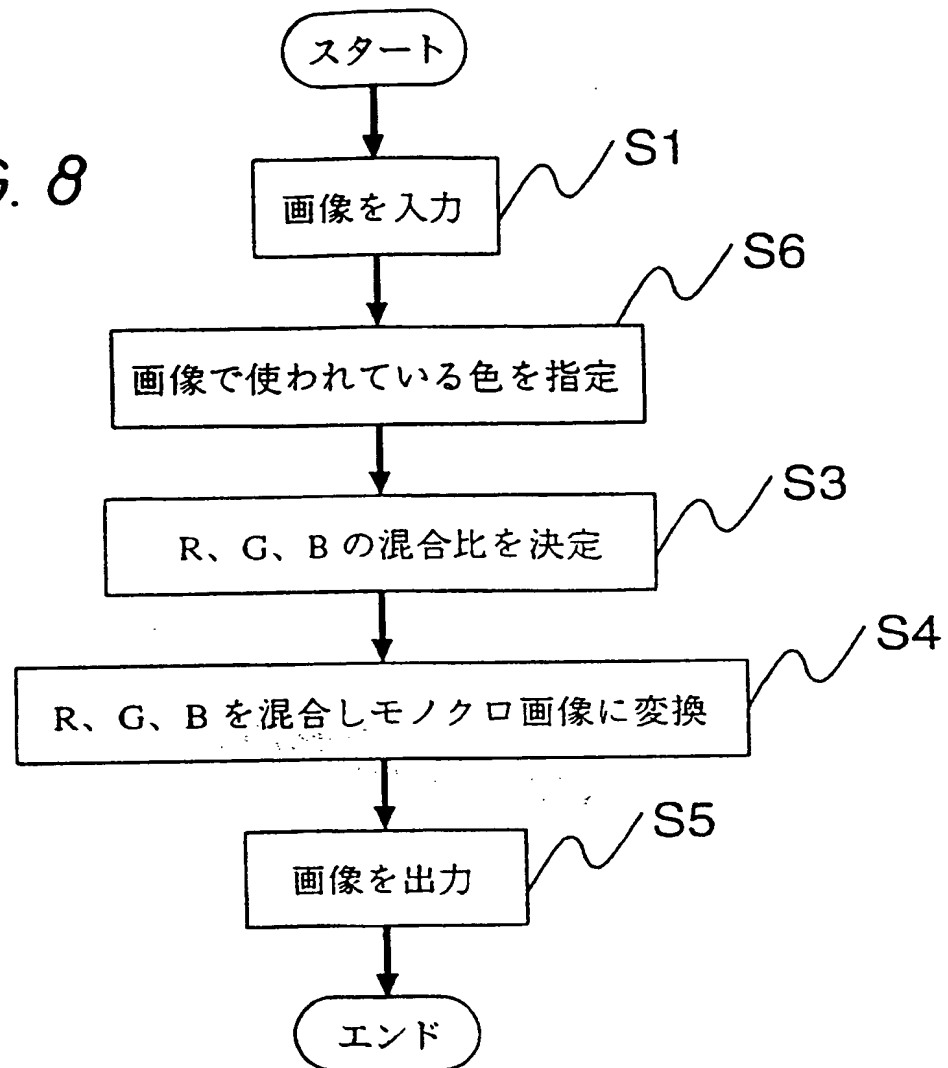 スタート
G. 8
S1
画像を入力
S6
画像で使われている色を指定
S3
R、G、Bの混合比を決定
S4
R、G、Bを混合しモノクロ画像に変換
S5
画像を出力
エンド